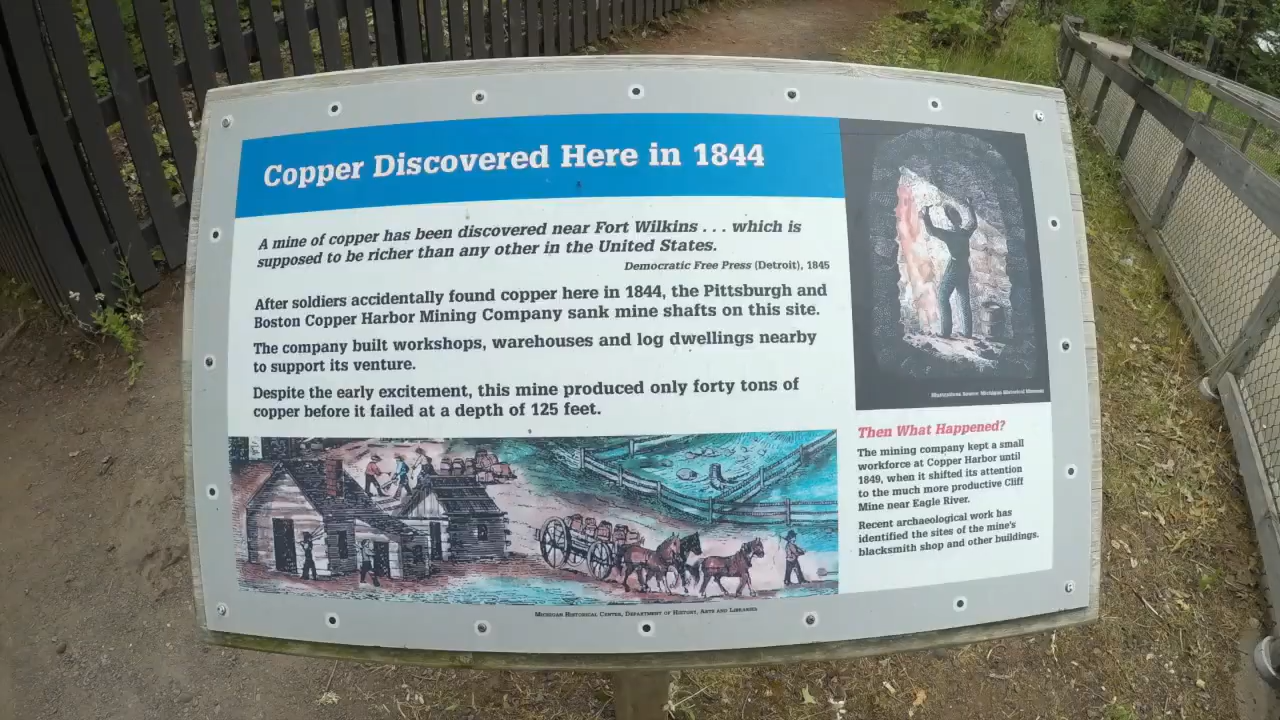 Copper Discovered Here in 1844
A mine of copper has been discovered near Fort Wilkins . . . which is
supposed to be richer than any other in the United States.
Democratic Free Press (Detroit), 1845
After soldiers accidentally found copper here in 1844, the Pittsburgh and
Boston Copper Harbor Mining Company sank mine shafts on this site.
The company built workshops, warehouses and log dwellings nearby
to support its venture.
Despite the early excitement, this mine produced only forty tons of
copper before it failed at a depth of 125 feet.
Illustrations Source: Michigan Historical Museum
Then What Happened?
The mining company kept a small
workforce at Copper Harbor until
1849, when it shifted its attention
to the much more productive Cliff
Mine near Eagle River.
Recent archaeological work has
identified the sites of the mine's
blacksmith shop and other buildings.
Michigan Historical Center, Department of History, Arts and Libraries